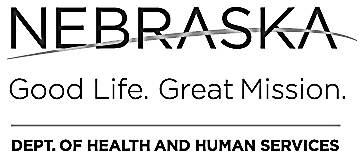 NEBRASKA
Good Life. Great Mission.
DEPT. OF HEALTH AND HUMAN SERVICES